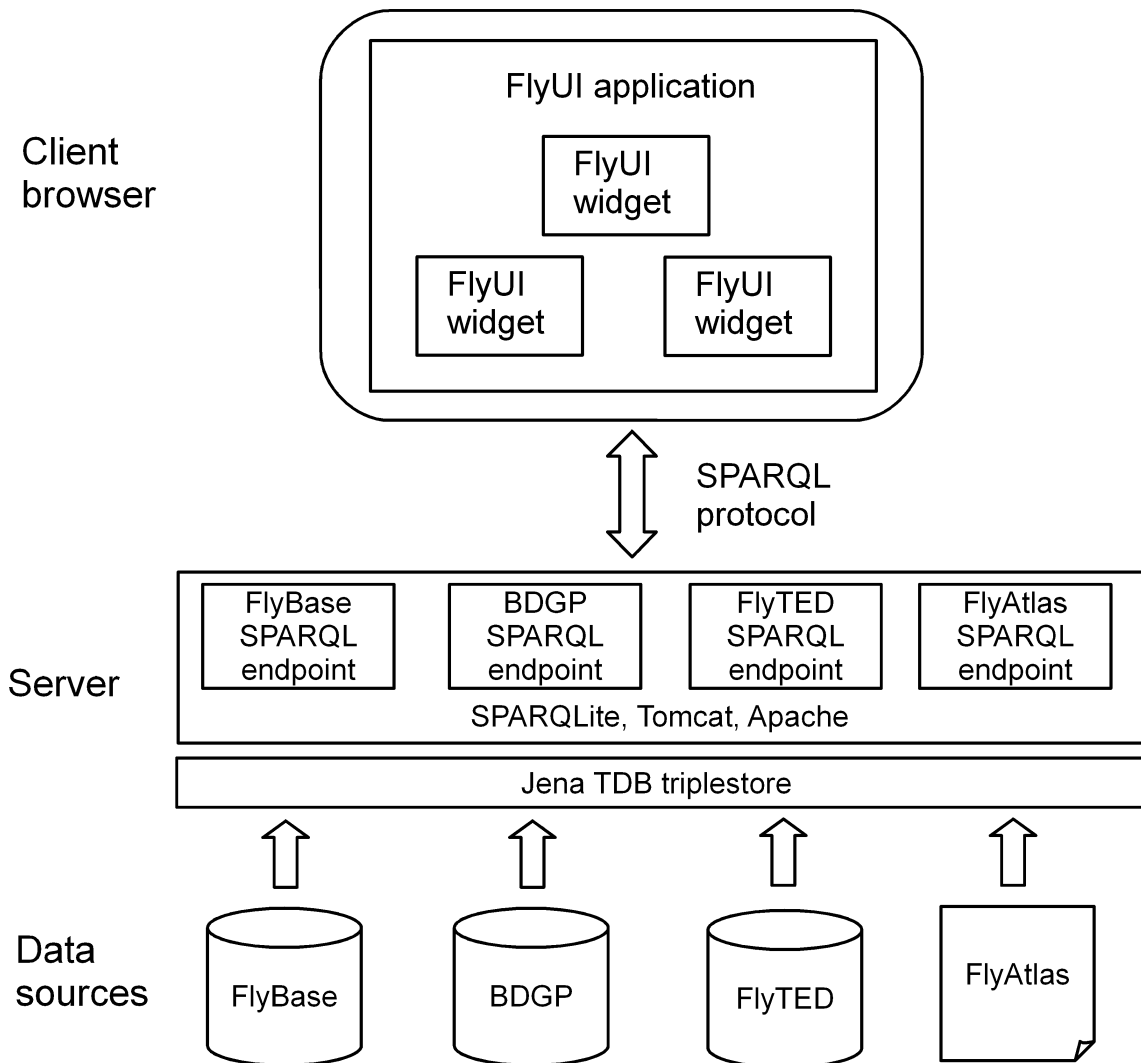 Client
browser
FlyUI application
FlyUI
widget
FlyUI
widget
FlyUI
widget
SPARQL
protocol
Server
FlyBase
SPARQL
endpoint
BDGP
SPARQL
endpoint
FlyTED
SPARQL
endpoint
FlyAtlas
SPARQL
endpoint
SPARQLite, Tomcat, Apache
Jena TDB triplestore
Data
sources
FlyBase
BDGP
FlyTED
FlyAtlas